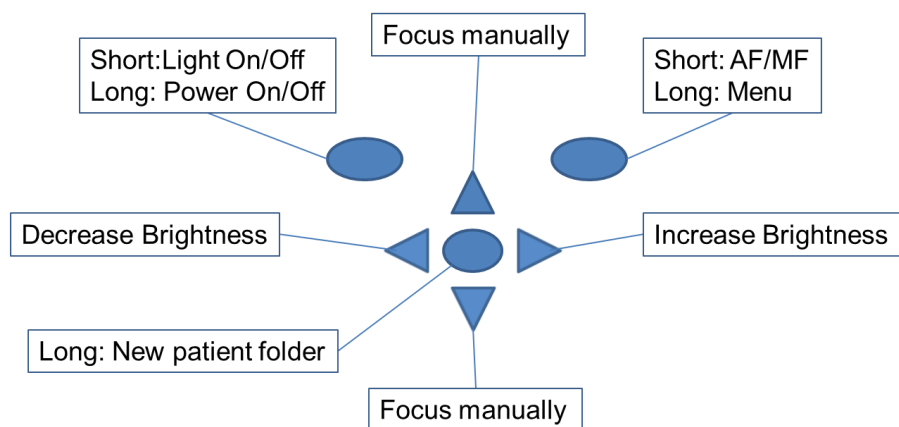 Focus manually
Short:Light On/Off
Long: Power On/Off
Short: AF/MF
Long: Menu
Decrease Brightness
Increase Brightness
Long: New patient folder
Focus manually